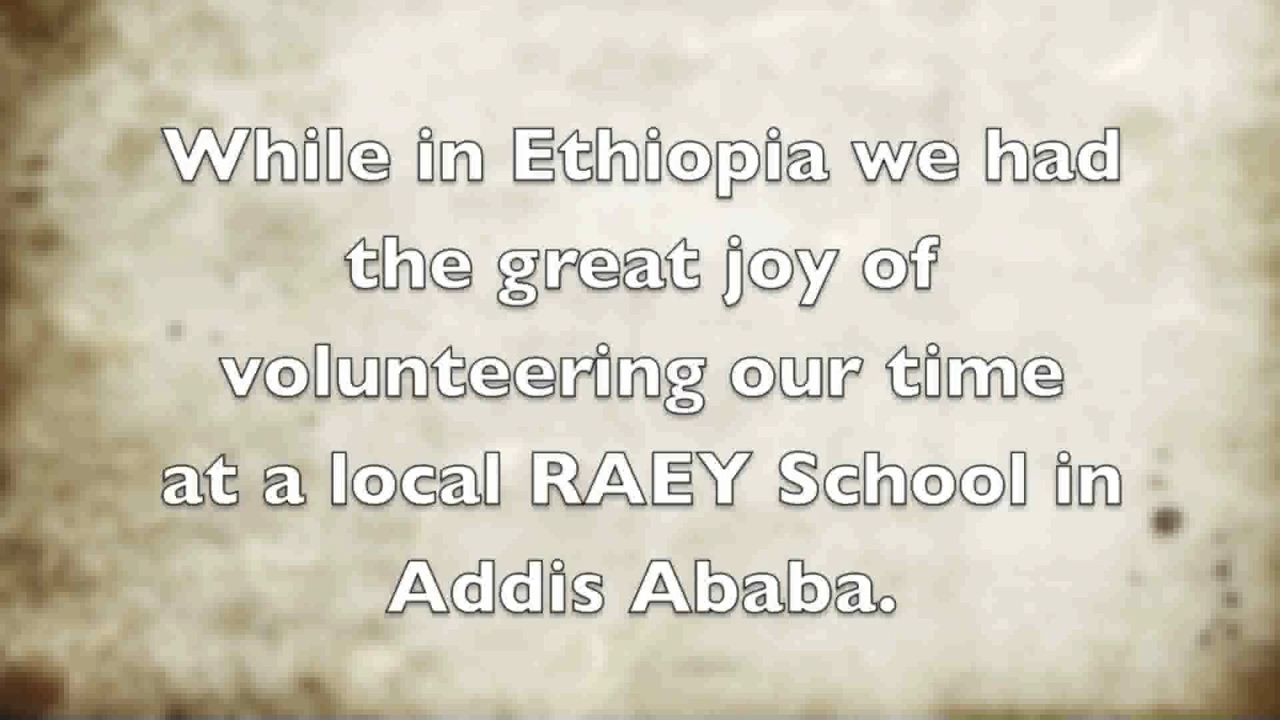 While in Ethiopia we had
the great joy of
volunteering our time
at a local RAEY School in
Addis Ababa.